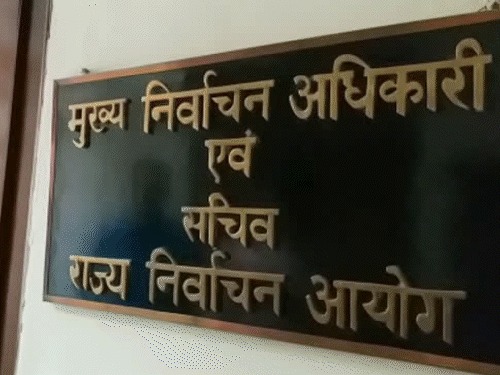 मुख्य निर्वाचन अधिकारी
एवं
सचिव
राज्य निर्वाचन आयोग